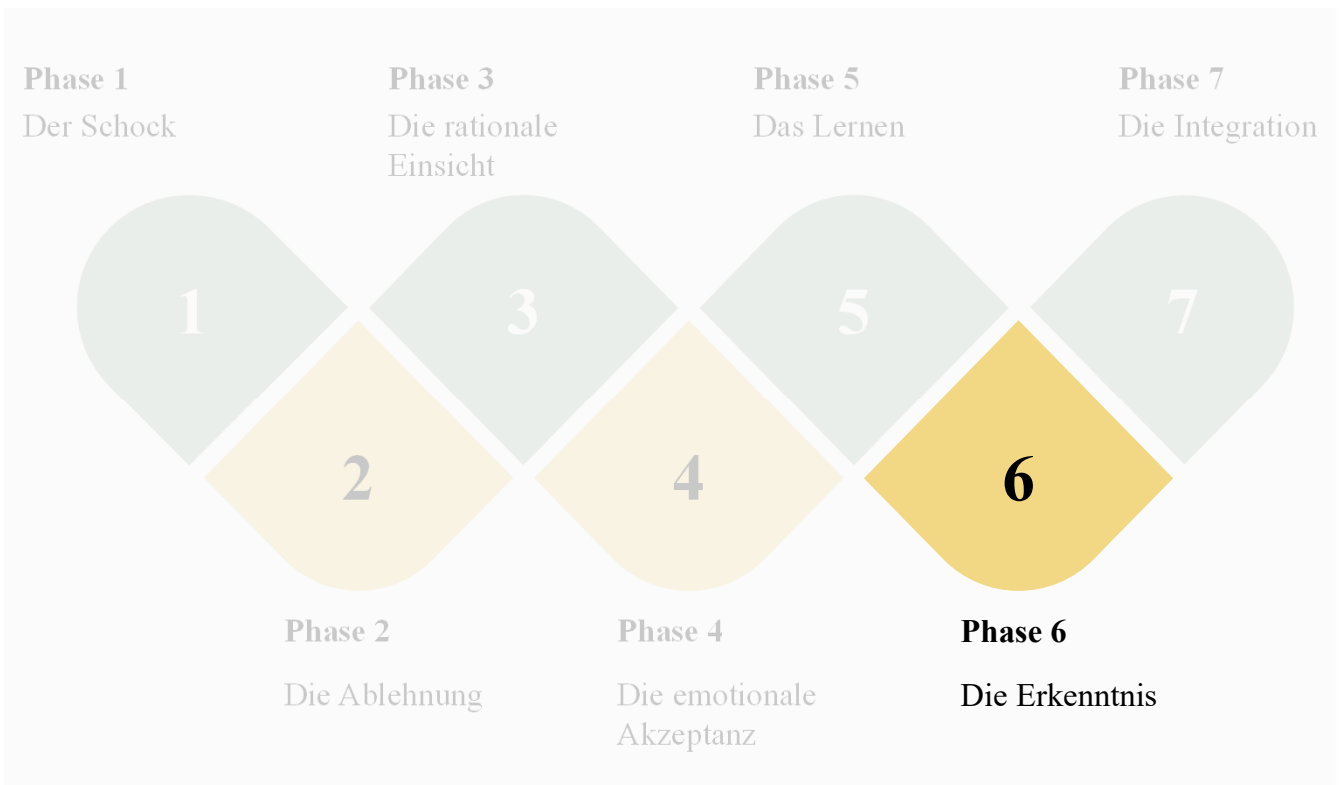 Phase 1
Der Schock
Phase 3
Die rationale
Einsicht
Phase 5
Das Lernen
Phase 7
Die Integration
1
3
5
7
2
4
6
Phase 2
Die Ablehnung
Phase 4
Die emotionale
Akzeptanz
Phase 6
Die Erkenntnis